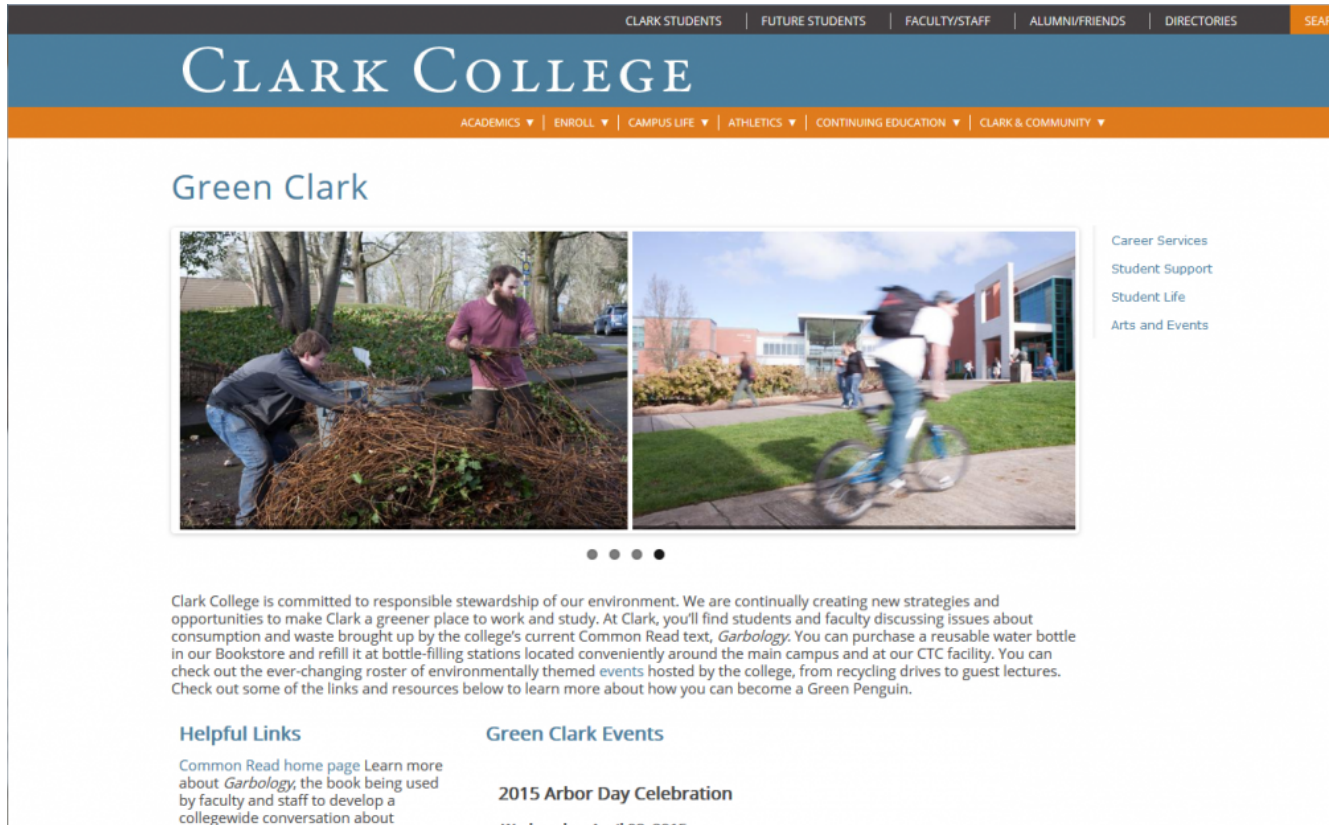 CLARK STUDENTS | FUTURE STUDENTS | FACULTY/STAFF | ALUMNI/FRIENDS | DIRECTORIES
CLARK COLLEGE
ACADEMICS ▼ | ENROLL ▼ | CAMPUS LIFE ▼ | ATHLETICS ▼ | CONTINUING EDUCATION ▼ | CLARK & COMMUNITY ▼
Green Clark
Career Services
Student Support
Student Life
Arts and Events
Clark College is committed to responsible stewardship of our environment. We are continually creating new strategies and
opportunities to make Clark a greener place to work and study. At Clark, you'll find students and faculty discussing issues about
consumption and waste brought up by the college's current Common Read text, Garbology. You can purchase a reusable water bottle
in our Bookstore and refill it at bottle-filling stations located conveniently around the main campus and at our CTC facility. You can
check out the ever-changing roster of environmentally themed events hosted by the college, from recycling drives to guest lectures.
Check out some of the links and resources below to learn more about how you can become a Green Penguin.
Helpful Links
Common Read home page Learn more
about Garbology, the book being used
by faculty and staff to develop a
collegewide conversation about
Green Clark Events
2015 Arbor Day Celebration